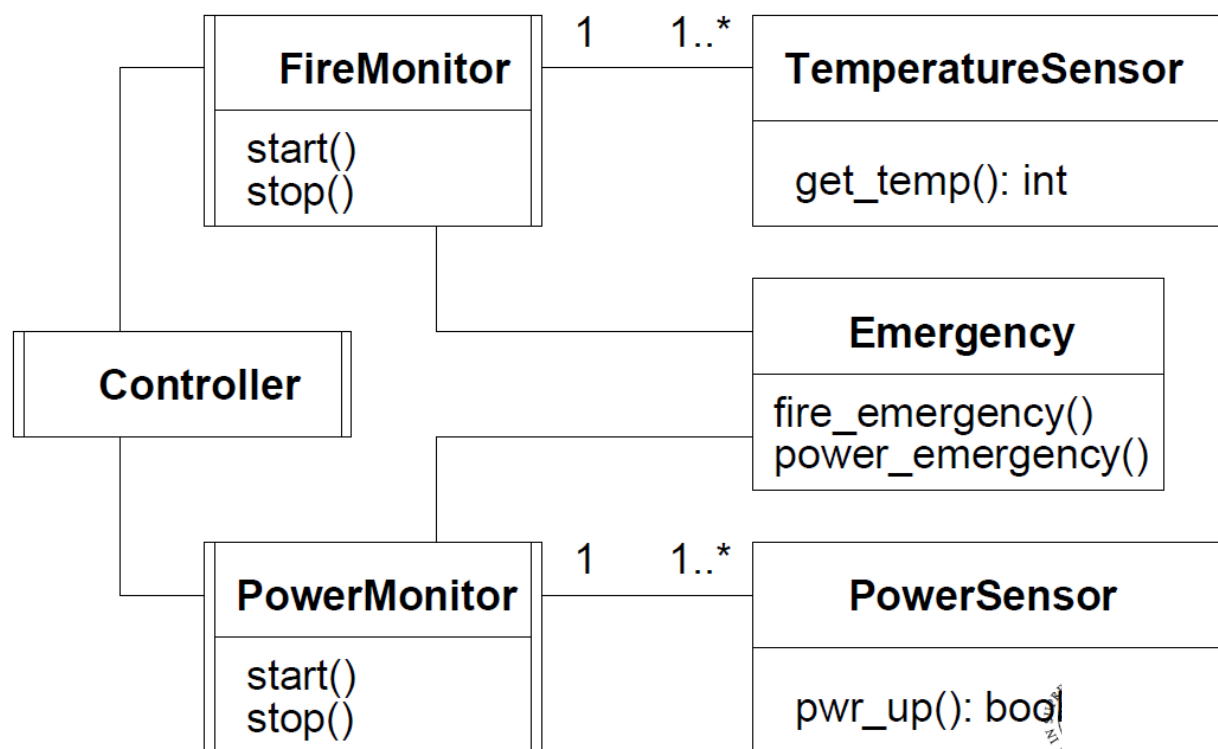 FireMonitor
start()
stop()
1 1..*
TemperatureSensor
get_temp(): int
Controller
Emergency
fire_emergency()
power_emergency()
PowerMonitor
start()
stop()
1 1..*
PowerSensor
pwr_up(): bool